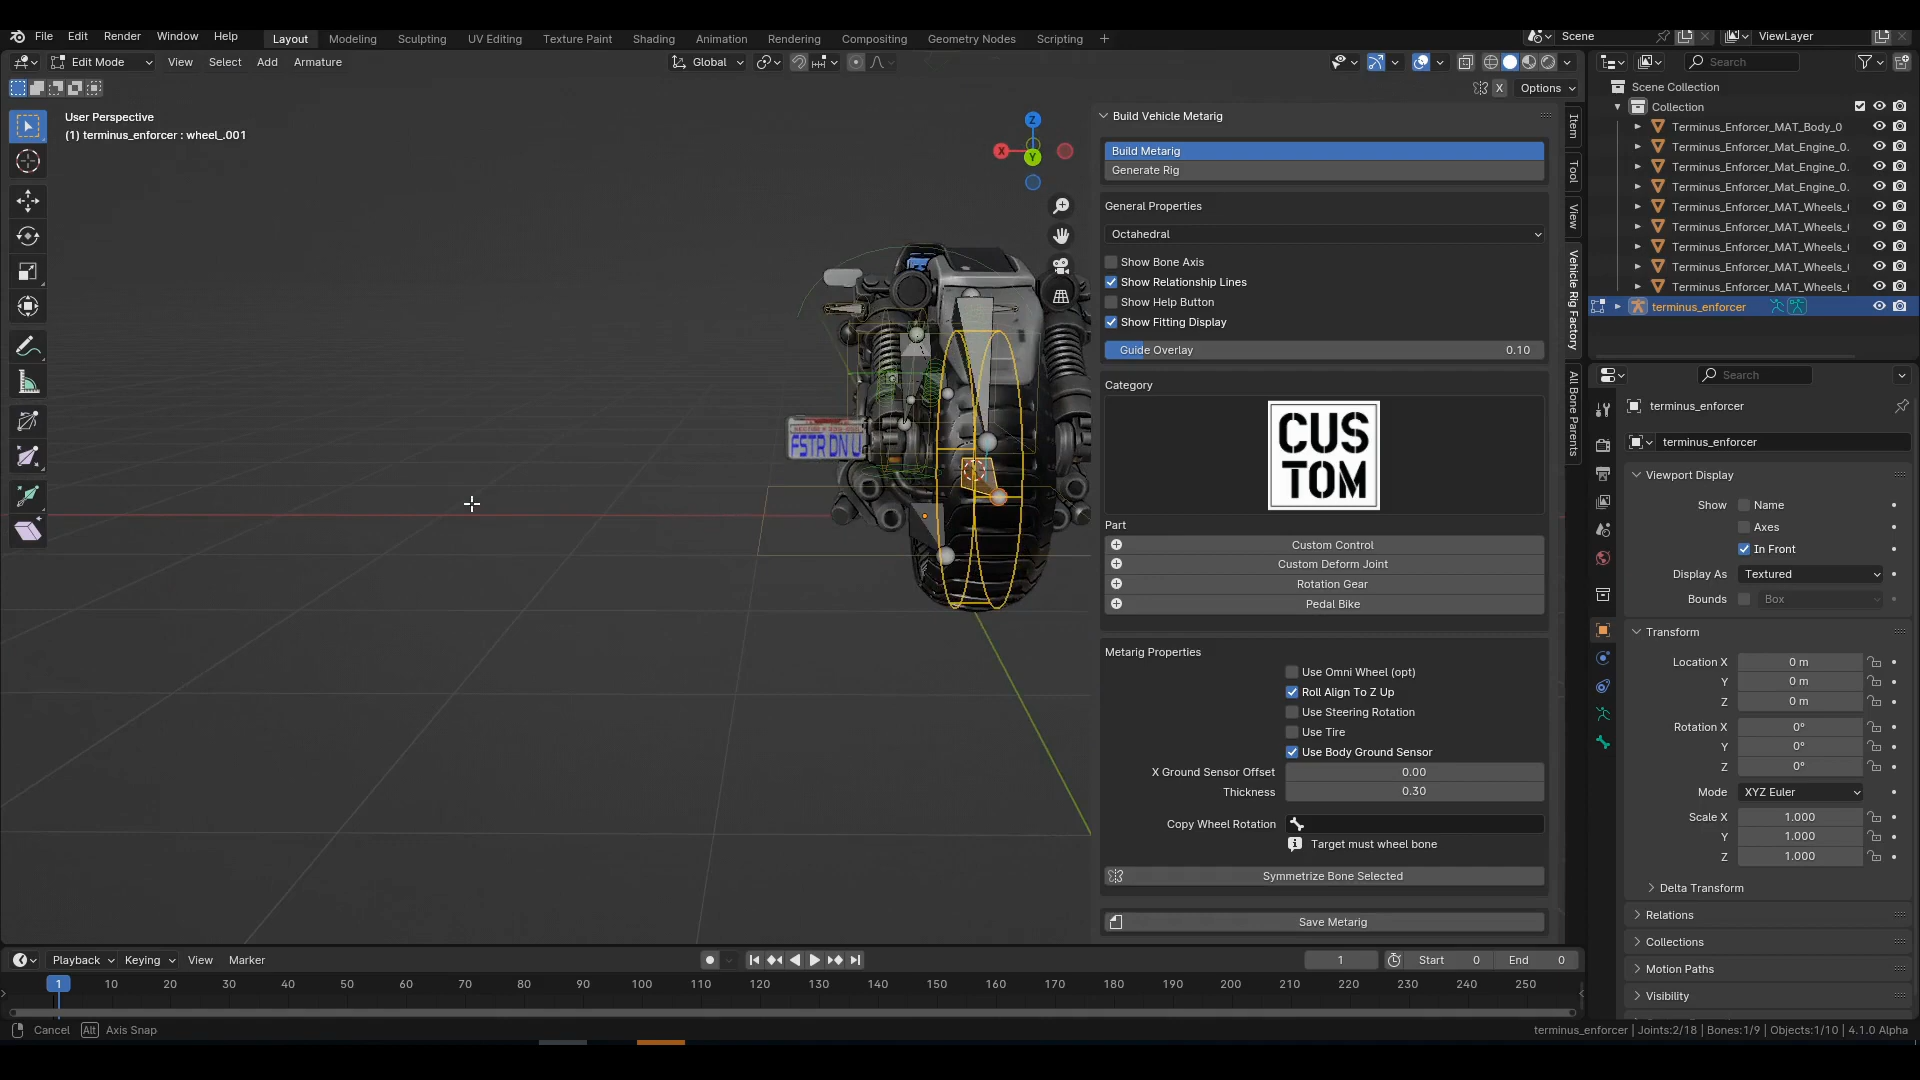 File Edit Render Window Help Layout Modeling Sculpting UV Editing Texture Paint Shading Animation Rendering Compositing Geometry Nodes Scripting + Scene ViewLayer
Edit Mode View Select Add Armature Global Search
X Options
User Perspective
(1) terminus_enforcer : wheel_.001
Z
X
Y
FSTR DN U
Build Vehicle Metarig
Build Metarig
Generate Rig
General Properties
Octahedral
Show Bone Axis
Show Relationship Lines
Show Help Button
Show Fitting Display
Guide Overlay 0.10
Category
CUS
TOM
Part
Custom Control
Custom Deform Joint
Rotation Gear
Pedal Bike
Metarig Properties
Use Omni Wheel (opt)
Roll Align To Z Up
Use Steering Rotation
Use Tire
Use Body Ground Sensor
X Ground Sensor Offset 0.00
Thickness 0.30
Copy Wheel Rotation
Target must wheel bone
Symmetrize Bone Selected
Save Metarig
Item
Tool
View
Vehicle Rig Factory
All Bone Parents
Scene Collection
Collection
Terminus_Enforcer_MAT_Body_0
Terminus_Enforcer_Mat_Engine_0.
Terminus_Enforcer_Mat_Engine_0.
Terminus_Enforcer_Mat_Engine_0.
Terminus_Enforcer_MAT_Wheels_
Terminus_Enforcer_MAT_Wheels_
Terminus_Enforcer_MAT_Wheels_
Terminus_Enforcer_MAT_Wheels_
Terminus_Enforcer_MAT_Wheels_
terminus_enforcer
Search
terminus_enforcer
terminus_enforcer
Viewport Display
Show Name
Axes
In Front
Display As Textured
Bounds Box
Transform
Location X 0 m
Y 0 m
Z 0 m
Rotation X 0°
Y 0°
Z 0°
Mode XYZ Euler
Scale X 1.000
Y 1.000
Z 1.000
Delta Transform
Relations
Collections
Motion Paths
Visibility
Playback Keying View Marker 1 Start 0 End 0
1 10 20 30 40 50 60 70 80 90 100 110 120 130 140 150 160 170 180 190 200 210 220 230 240 250
Cancel Alt Axis Snap terminus_enforcer | Joints:2/18 | Bones:1/9 | Objects:1/10 | 4.1.0 Alpha